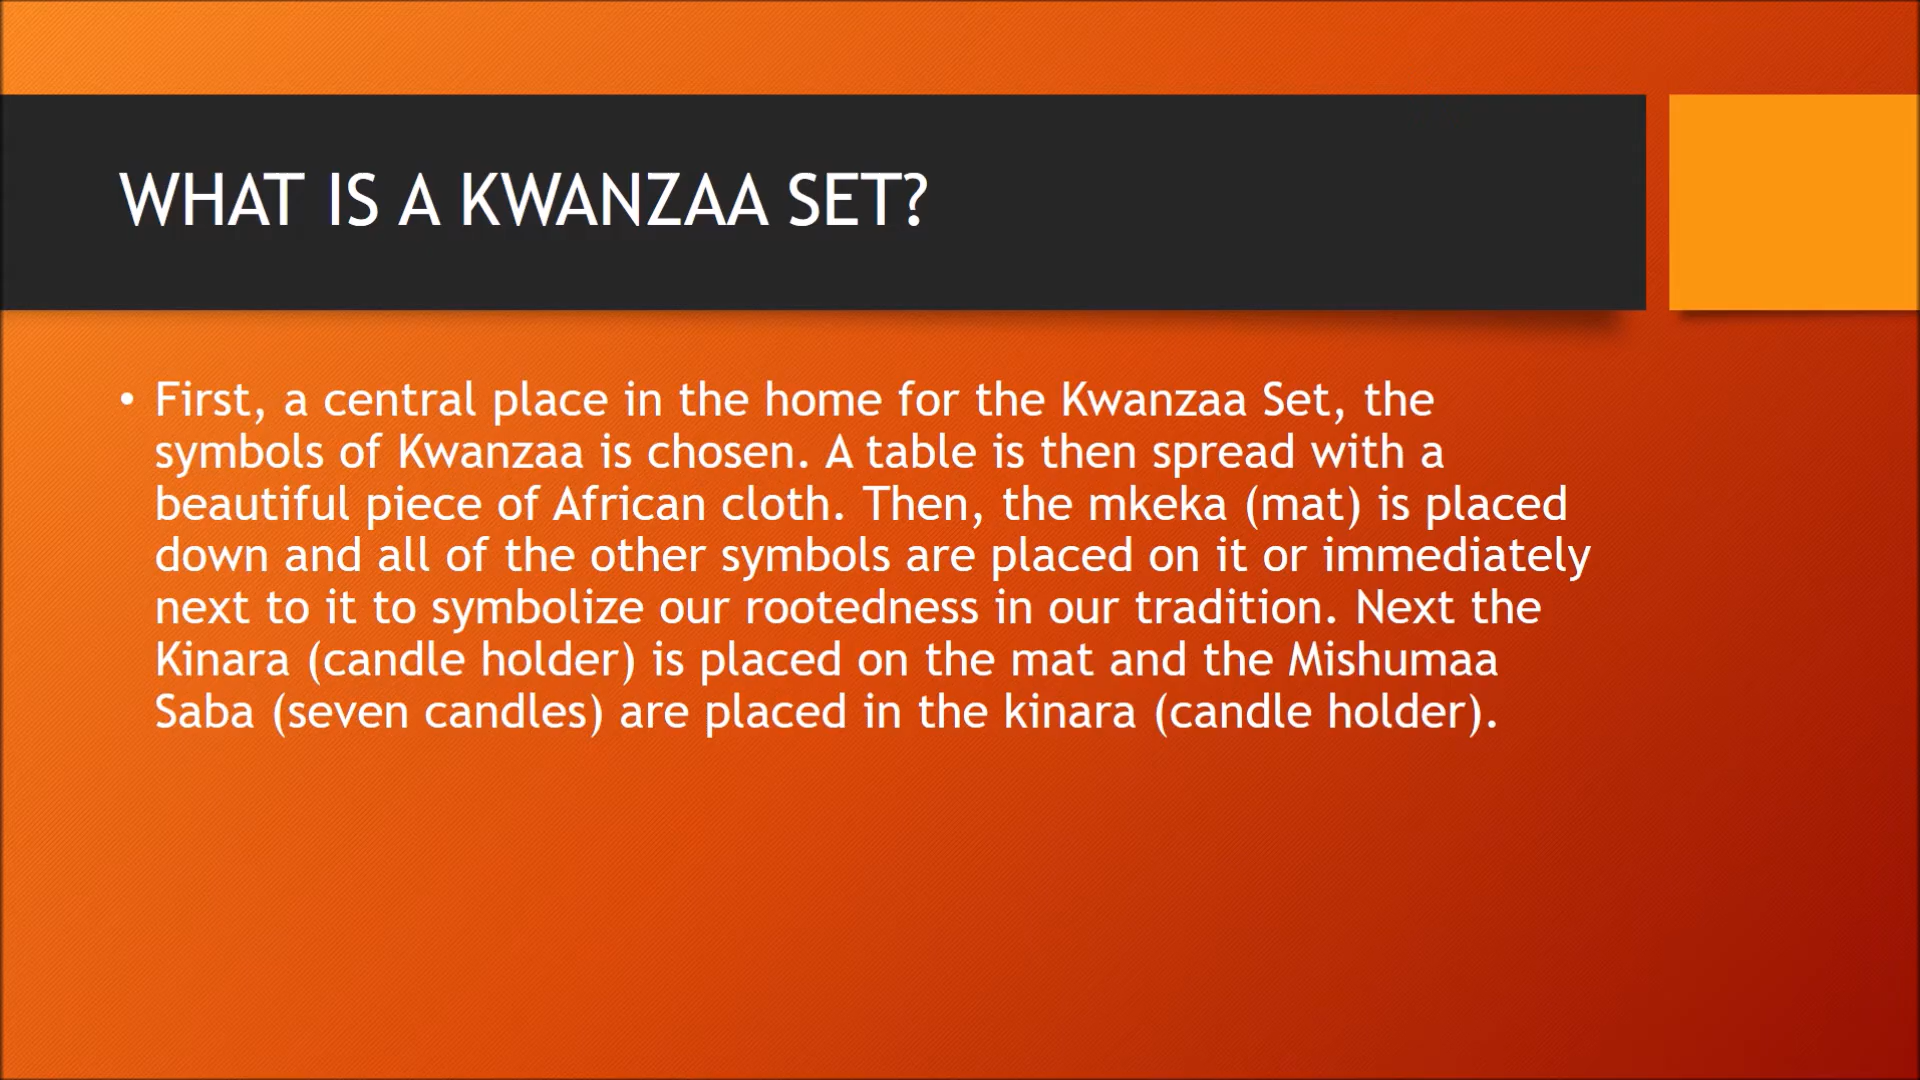 WHAT IS A KWANZAA SET?
• First, a central place in the home for the Kwanzaa Set, the
symbols of Kwanzaa is chosen. A table is then spread with a
beautiful piece of African cloth. Then, the mkeka (mat) is placed
down and all of the other symbols are placed on it or immediately
next to it to symbolize our rootedness in our tradition. Next the
Kinara (candle holder) is placed on the mat and the Mishumaa
Saba (seven candles) are placed in the kinara (candle holder).